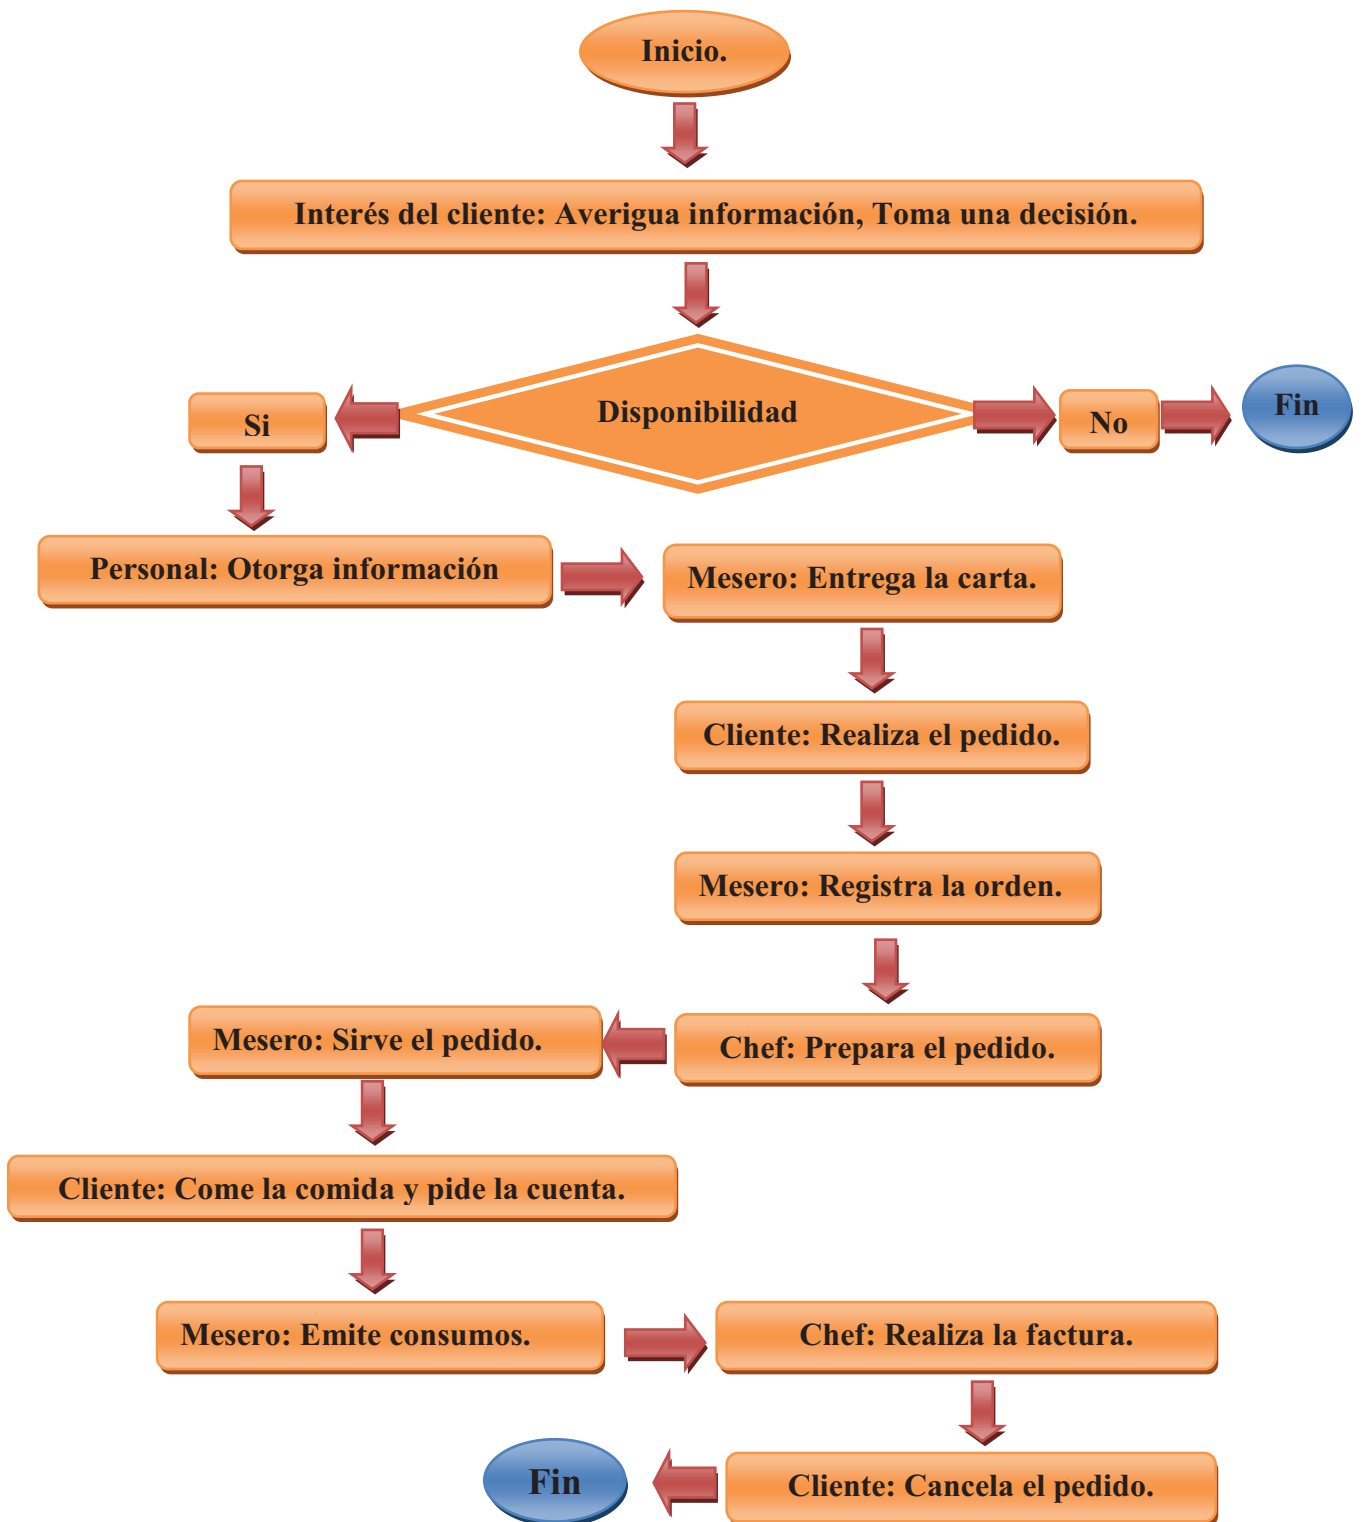 Inicio.
Interés del cliente: Averigua información, Toma una decisión.
Disponibilidad
Si
No
Fin
Personal: Otorga información
Mesero: Entrega la carta.
Cliente: Realiza el pedido.
Mesero: Registra la orden.
Chef: Prepara el pedido.
Mesero: Sirve el pedido.
Cliente: Come la comida y pide la cuenta.
Mesero: Emite consumos.
Chef: Realiza la factura.
Cliente: Cancela el pedido.
Fin